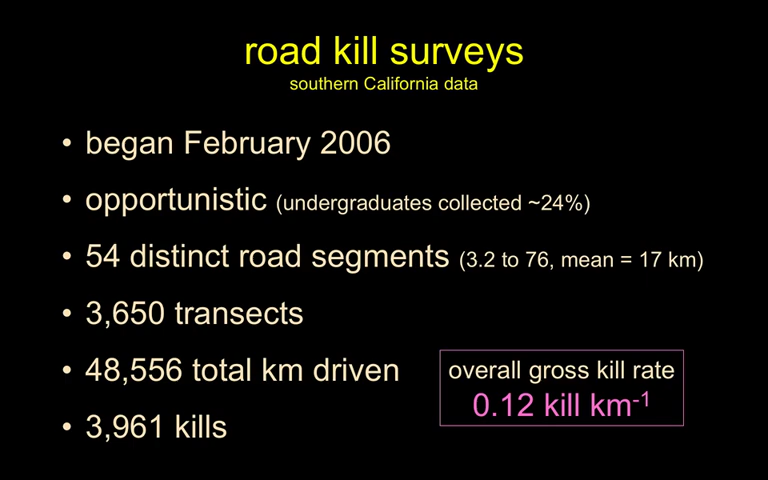 road kill surveys
southern California data
• began February 2006
• opportunistic (undergraduates collected ~24%)
• 54 distinct road segments (3.2 to 76, mean = 17 km)
• 3,650 transects
• 48,556 total km driven
• 3,961 kills
overall gross kill rate
0.12 kill km⁻¹